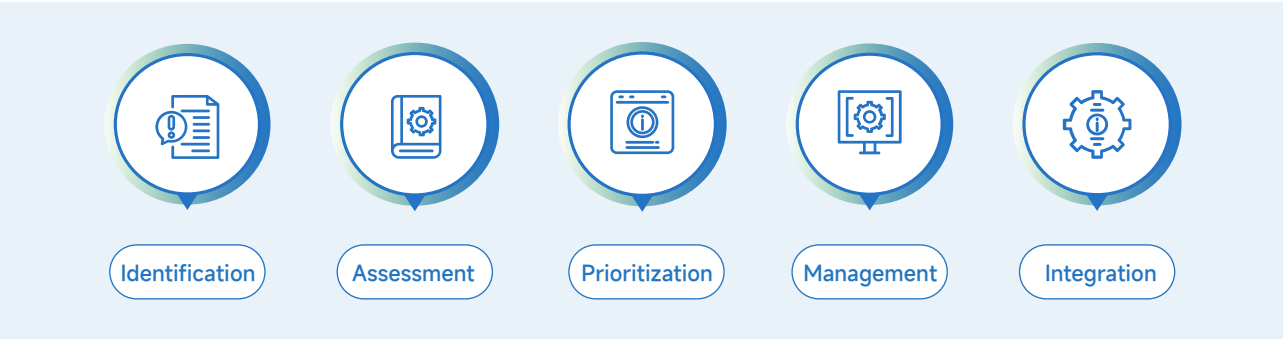 Identification
Assessment
Prioritization
Management
Integration